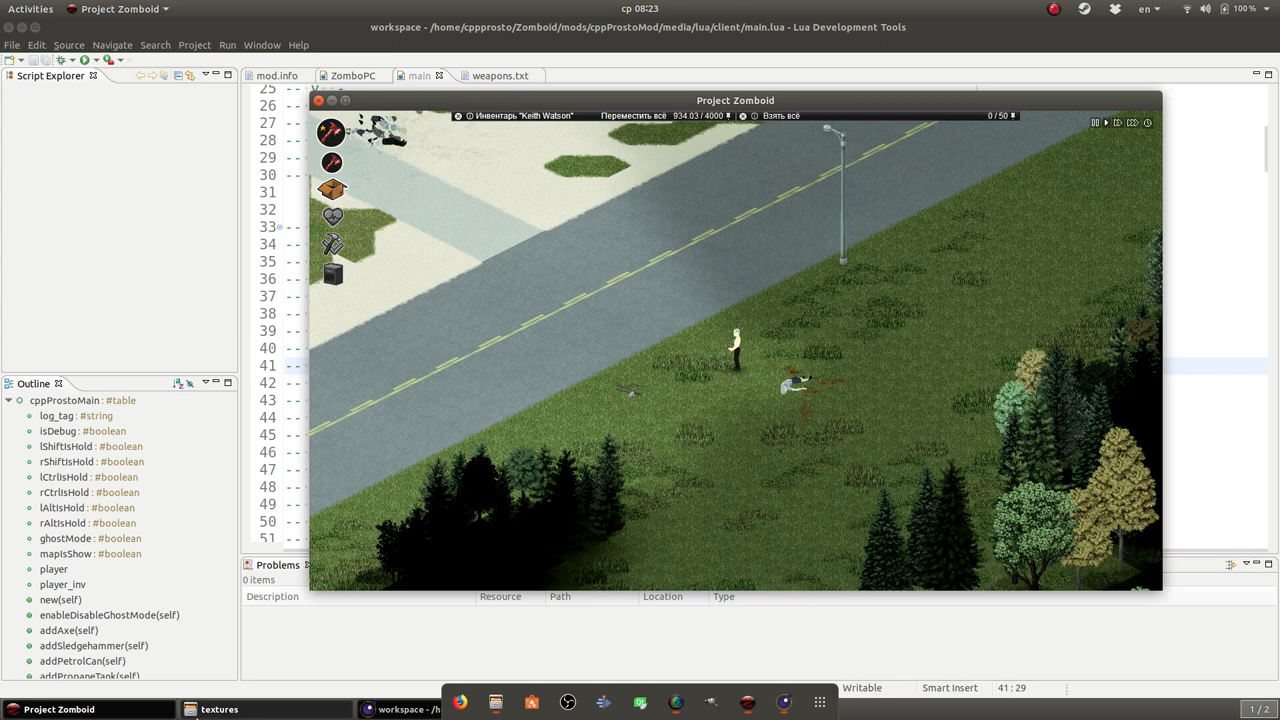 Activities Project Zomboid ср 08:23 en 100 %
workspace - /home/cppprosto/Zomboid/mods/cppProstoMod/media/lua/client/main.lua - Lua Development Tools
File Edit Source Navigate Search Project Run Window Help
Script Explorer mod.info ZomboPC main weapons.txt
25
26
27
28
29
30
31
32
33
34
35
36
37
38
39
40
41
42
43
44
45
46
47
48
49
50
51
Project Zomboid
Инвентарь "Keith Watson" Переместить всё 934.03 / 4000 Взять всё 0 / 50
Outline
cppProstoMain : #table
log_tag : #string
isDebug : #boolean
lShiftIsHold : #boolean
rShiftIsHold : #boolean
lCtrlIsHold : #boolean
rCtrlIsHold : #boolean
lAltIsHold : #boolean
rAltIsHold : #boolean
ghostMode : #boolean
mapIsShow : #boolean
player
player_inv
new(self)
enableDisableGhostMode(self)
addAxe(self)
addSledgehammer(self)
addPetrolCan(self)
addPropaneTank(self)
Problems
0 items
Description Resource Path Location Type
Writable Smart Insert 41 : 29
Project Zomboid textures workspace - /h 1 / 2